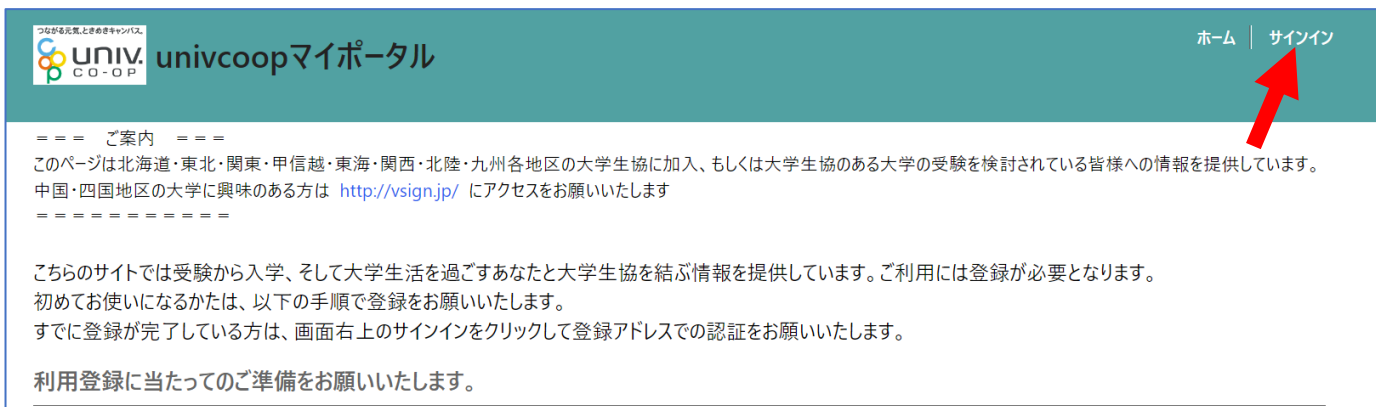 つながる元気、ときめきキャンパス。
UNIV.
CO-OP
univcoopマイポータル
ホーム
サインイン
＝＝＝　ご案内　＝＝＝
このページは北海道・東北・関東・甲信越・東海・関西・北陸・九州各地区の大学生協に加入、もしくは大学生協のある大学の受験を検討されている皆様への情報を提供しています。
中国・四国地区の大学に興味のある方は http://vsign.jp/ にアクセスをお願いいたします
＝＝＝＝＝＝＝＝＝＝＝
こちらのサイトでは受験から入学、そして大学生活を過ごすあなたと大学生協を結ぶ情報を提供しています。ご利用には登録が必要となります。
初めてお使いになるかたは、以下の手順で登録をお願いいたします。
すでに登録が完了している方は、画面右上のサインインをクリックして登録アドレスでの認証をお願いいたします。
利用登録に当たってのご準備をお願いいたします。